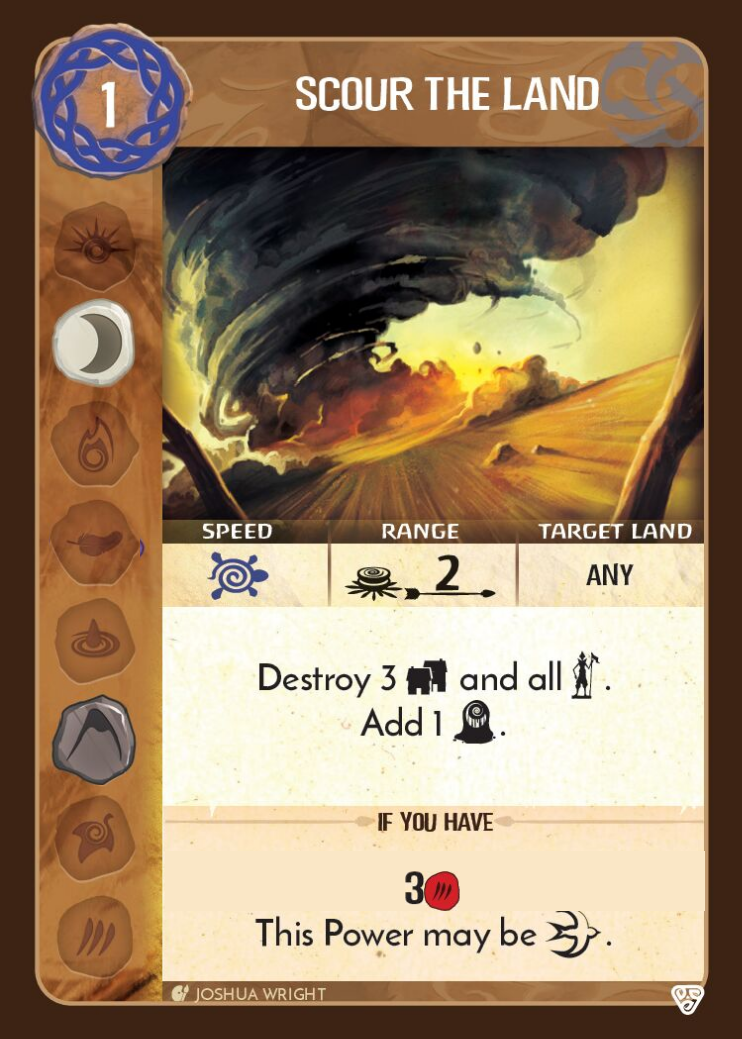 1
SCOUR THE LAND
SPEED RANGE TARGET LAND
2 ANY
Destroy 3 and all .
Add 1 .
IF YOU HAVE
3
This Power may be .
JOSHUA WRIGHT